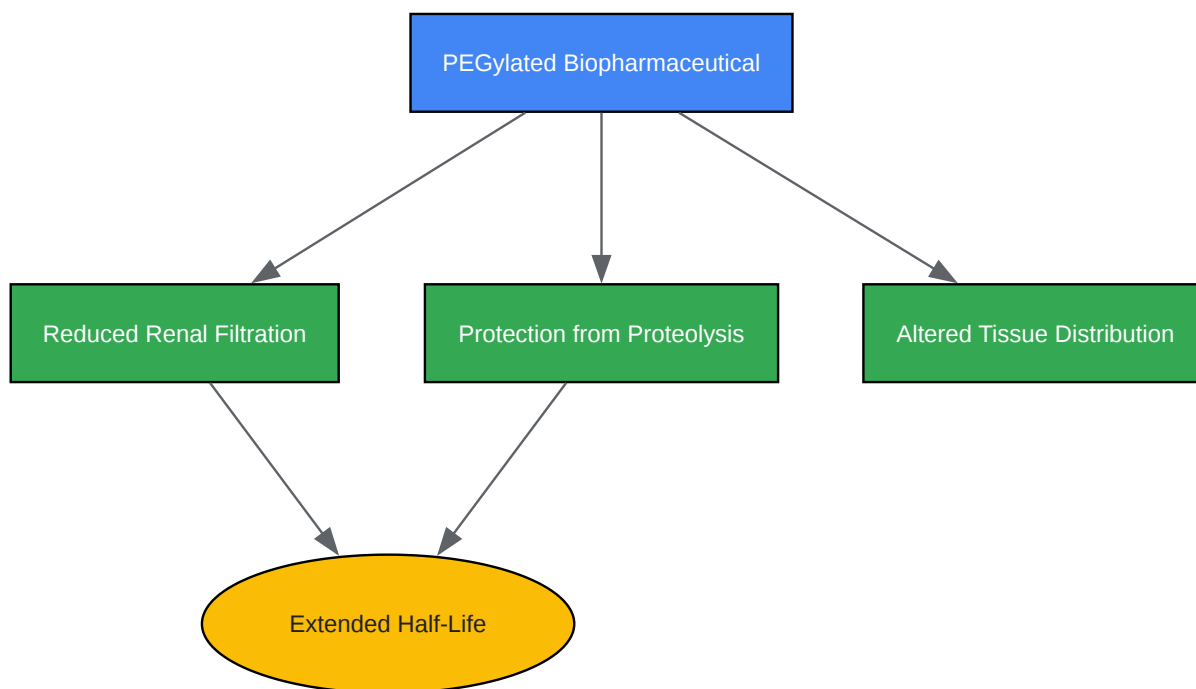 PEGylated Biopharmaceutical
Reduced Renal Filtration
Protection from Proteolysis
Altered Tissue Distribution
Extended Half-Life